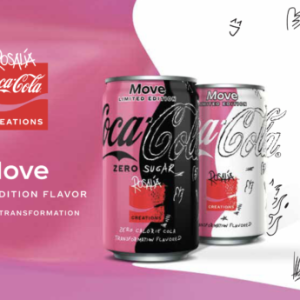 ROSALÍA
Coca-Cola
CREATIONS
Move
EDITION FLAVOR
TRANSFORMATION
Move
LIMITED EDITION
Coca-Cola
ZERO SUGAR
ROSALÍA
CREATIONS
ZERO CALORIE COLA
TRANSFORMATION FLAVORED
Move
LIMITED EDITION
Coca-Cola